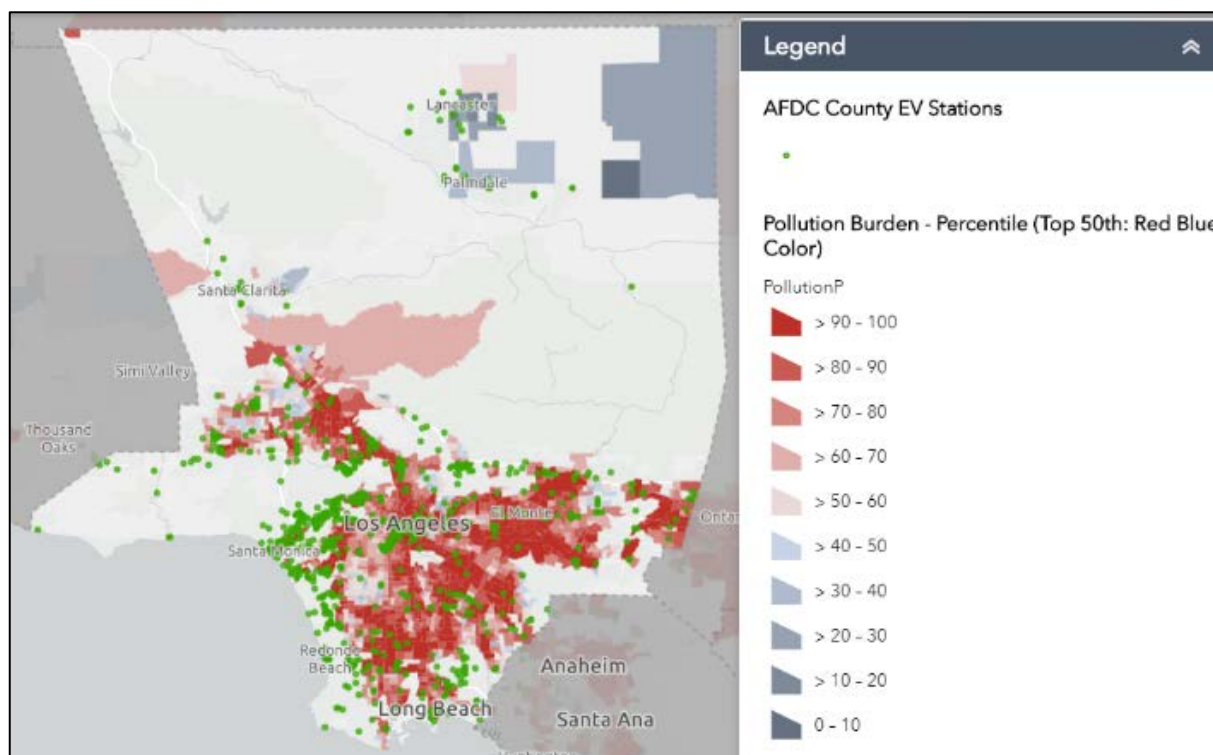 Lancaster
Palmdale
Santa Clarita
Simi Valley
Thousand
Oaks
Los Angeles
El Monte
Santa Monica
Redondo
Beach
Long Beach
Anaheim
Santa Ana
Legend
AFDC County EV Stations
Pollution Burden - Percentile (Top 50th: Red Blue
Color)
PollutionP
> 90 - 100
> 80 - 90
> 70 - 80
> 60 - 70
> 50 - 60
> 40 - 50
> 30 - 40
> 20 - 30
> 10 - 20
0 - 10